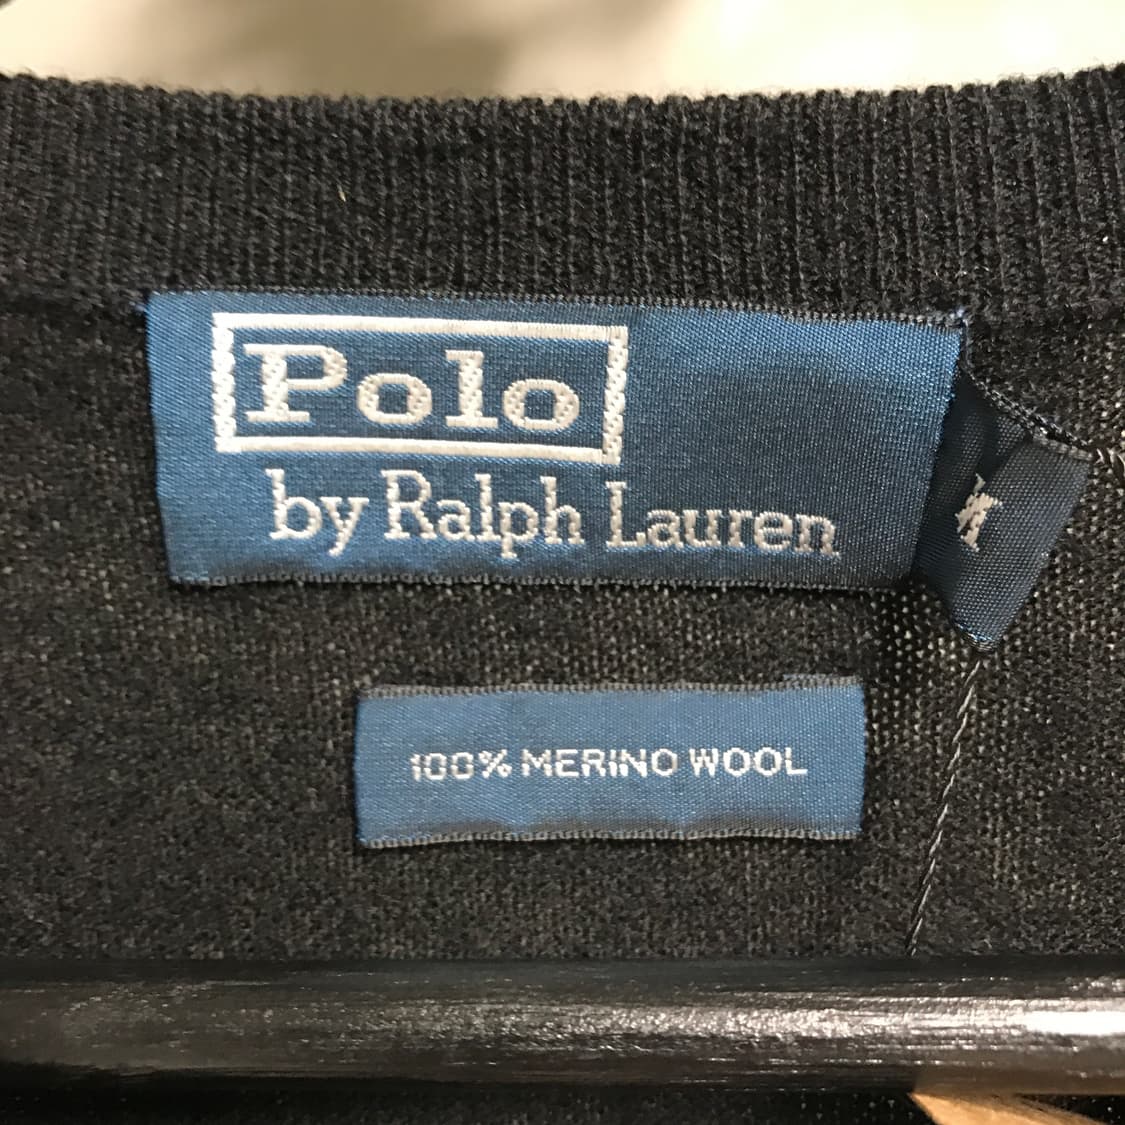 Polo
by Ralph Lauren
M
100% MERINO WOOL